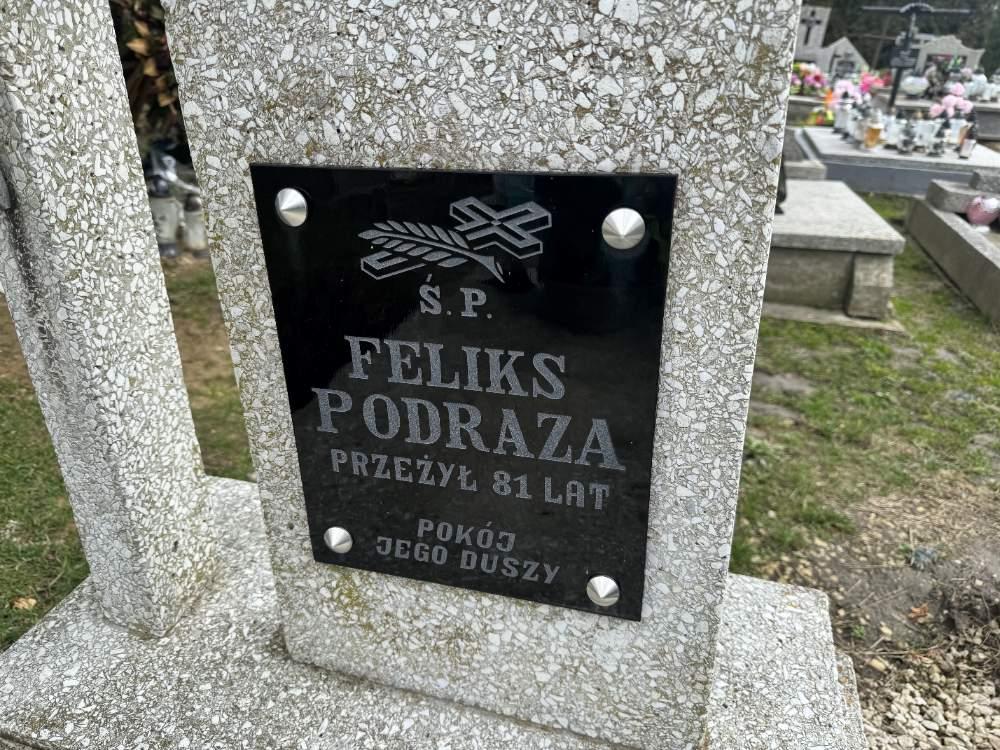 Ś.P.
FELIKS
PODRAZA
PRZEŻYŁ 81 LAT
POKÓJ
JEGO DUSZY